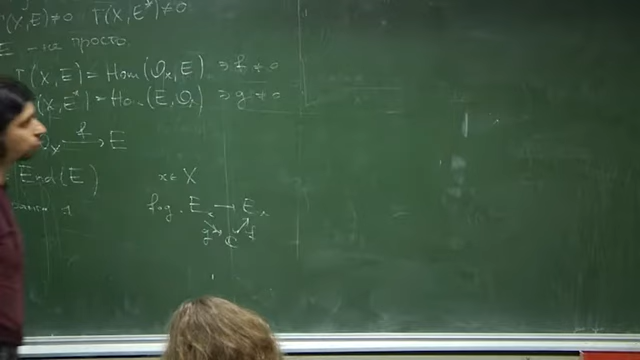 Γ(X,E)≠0 Γ(X,E*)≠0
E – не просто.
Γ(X,E) = Hom(O_X,E) ∋ f ≠ 0
(X,E*) = Hom(E,O_X) ∋ g ≠ 0
O_X —f→ E
End(E)
x ∈ X
f∘g. E_x → E_x
g ↘ ℂ ↗ f